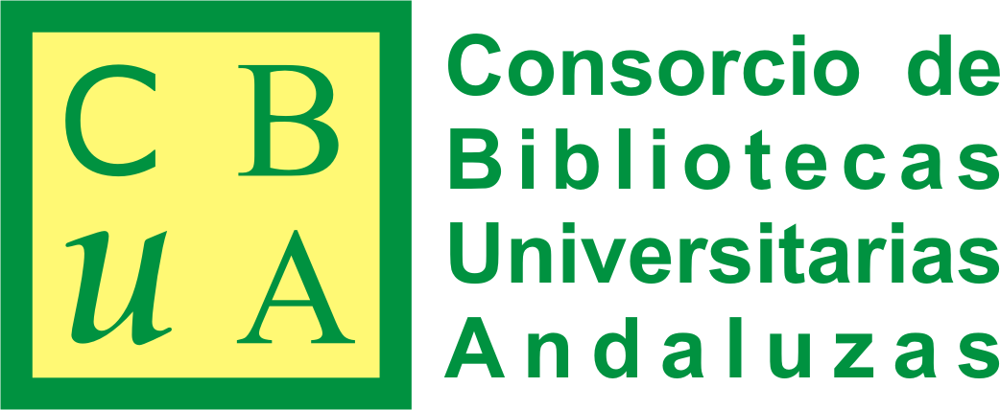 C B
u A
Consorcio de
Bibliotecas
Universitarias
Andaluzas